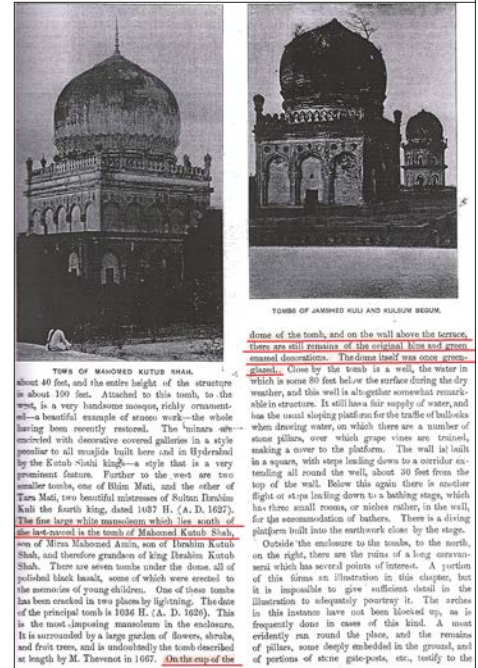 TOMB OF MAHOMED KUTUB SHAH.
about 40 feet, and the entire height of the structure
is about 100 feet. Attached to this tomb, to the
west, is a very handsome mosque, richly ornament-
ed—a beautiful example of stucco work—the whole
having been recently restored. The minars are
encircled with decorative covered galleries in a style
peculiar to all musjids built here and in Hyderabad
by the Kutub Shahi kings—a style that is a very
prominent feature. Further to the west are two
smaller tombs, one of Bhim Mati, and the other of
Tara Mati, two beautiful mistresses of Sultan Ibrahim
Kuli the fourth king, dated 1037 H. (A. D. 1627).
The fine large white mausoleum which lies south of
the last-named is the tomb of Mahomed Kutub Shah,
son of Mirza Mahomed Amin, son of Ibrahim Kutub
Shah, and therefore grandson of king Ibrahim Kutub
Shah. There are seven tombs under the dome, all of
polished black basalt, some of which were erected to
the memories of young children. One of these tombs
has been cracked in two places by lightning. The date
of the principal tomb is 1036 H. (A. D. 1626). This
is the most imposing mausoleum in the enclosure.
It is surrounded by a large garden of flowers, shrubs,
and fruit trees, and is undoubtedly the tomb described
at length by M. Thevenot in 1667. On the cup of the
TOMBS OF JAMSHED KULI AND KULSUM BEGUM.
dome of the tomb, and on the wall above the terrace,
there are still remains of the original blue and green
enamel decorations. The dome itself was once green-
glazed. Close by the tomb is a well, the water in
which is some 80 feet below the surface during the dry
weather, and this well is altogether somewhat remark-
able in structure. It still has a fair supply of water, and
has the usual sloping platform for the traffic of bullocks
when drawing water, on which there are a number of
stone pillars, over which grape vines are trained,
making a cover to the platform. The wall is built
in a square, with steps leading down to a corridor ex-
tending all round the well, about 30 feet from the
top of the well. Below this again there is another
flight of steps leading down to a bathing stage, which
has three small rooms, or niches rather, in the wall,
for the accommodation of bathers. There is a diving
platform built into the earthwork close by the stage.
Outside the enclosure to the tombs, to the north,
on the right, there are the ruins of a long caravan-
serai which has several points of interest. A portion
of this forms an illustration in this chapter, but
it is impossible to give sufficient detail in the
illustration to adequately pourtray it. The arches
in this instance have not been blocked up, as is
frequently done in cases of this kind. A moat
evidently ran round the place, and the remains
of pillars, some deeply embedded in the ground, and
of portions of stone gate-posts, etc., testify to the